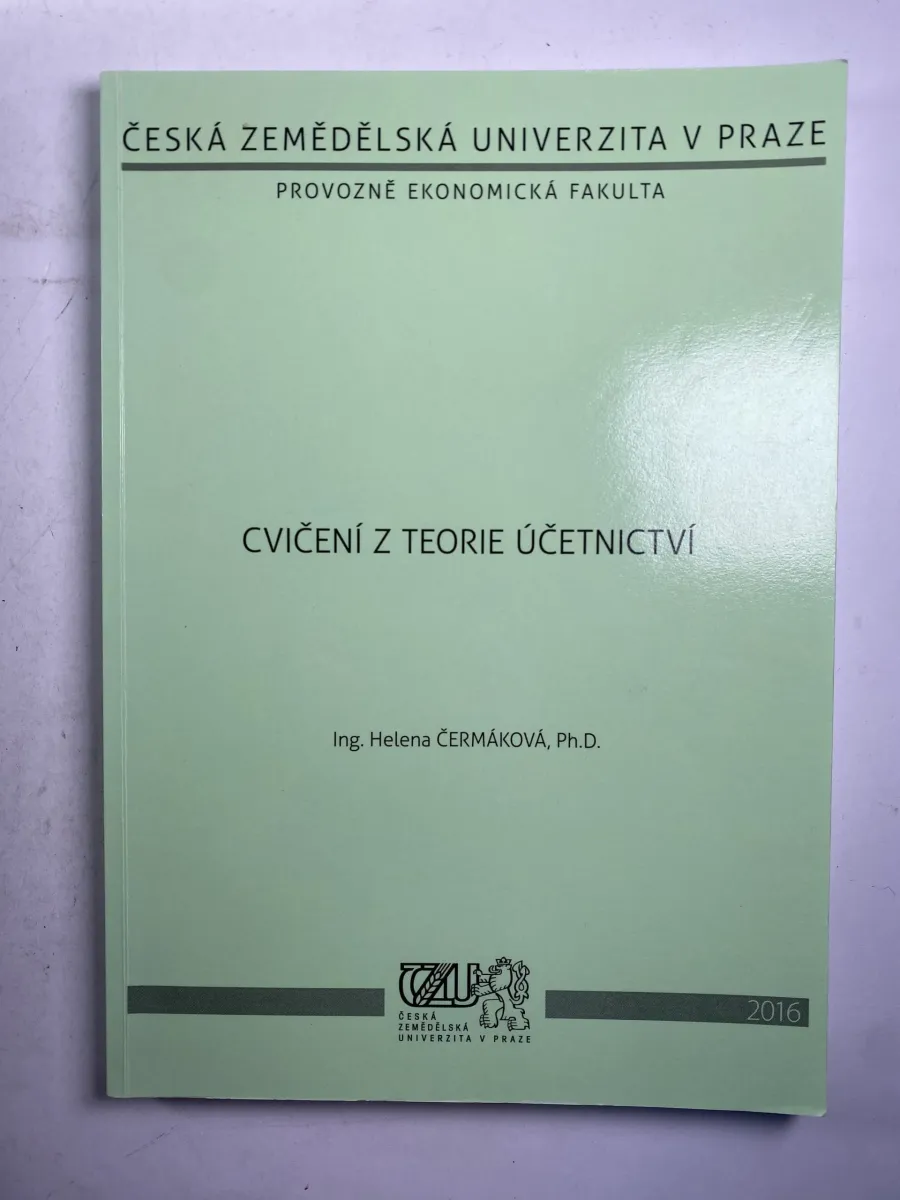 ČESKÁ ZEMĚDĚLSKÁ UNIVERZITA V PRAZE
PROVOZNĚ EKONOMICKÁ FAKULTA
CVIČENÍ Z TEORIE ÚČETNICTVÍ
Ing. Helena ČERMÁKOVÁ, Ph.D.
ČZU
ČESKÁ
ZEMĚDĚLSKÁ
UNIVERZITA V PRAZE
2016